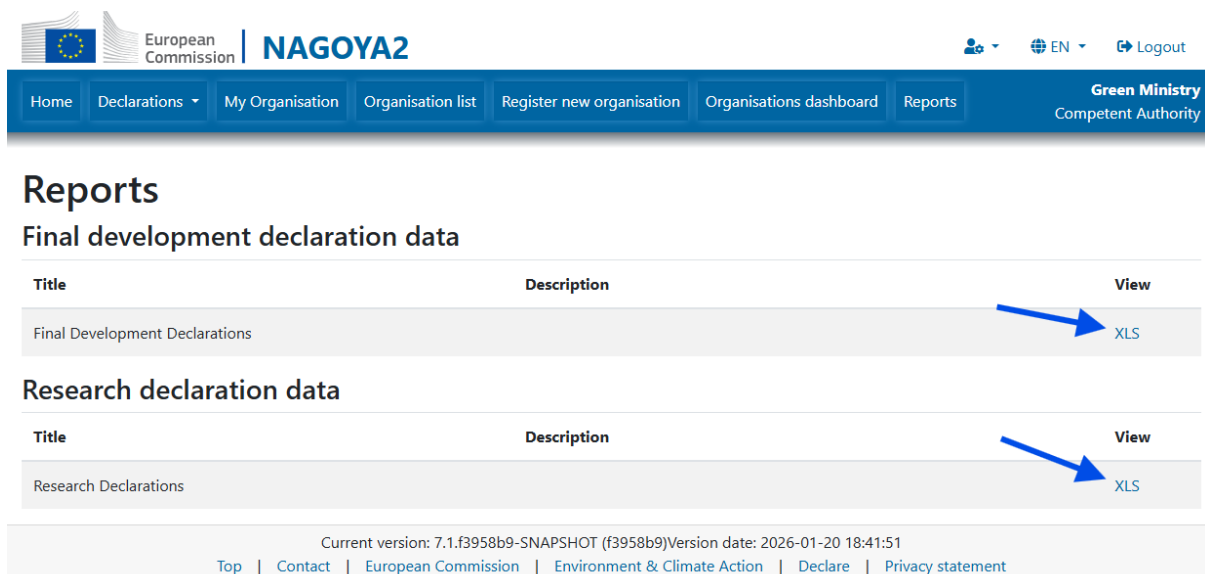 European
Commission
NAGOYA2
EN
Logout
Home Declarations My Organisation Organisation list Register new organisation Organisations dashboard Reports
Green Ministry
Competent Authority
Reports
Final development declaration data
Title Description View
Final Development Declarations XLS
Research declaration data
Title Description View
Research Declarations XLS
Current version: 7.1.f3958b9-SNAPSHOT (f3958b9)Version date: 2026-01-20 18:41:51
Top | Contact | European Commission | Environment & Climate Action | Declare | Privacy statement